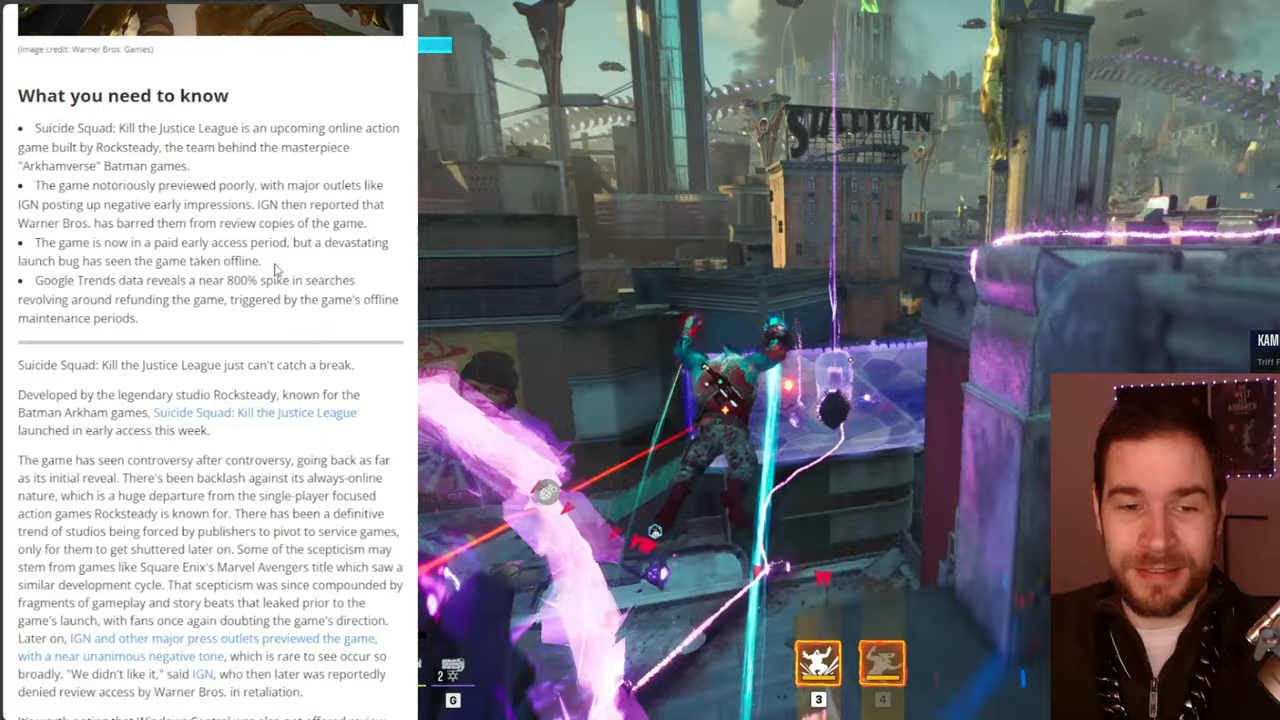 (Image credit: Warner Bros. Games)
What you need to know
• Suicide Squad: Kill the Justice League is an upcoming online action
game built by Rocksteady, the team behind the masterpiece
"Arkhamverse" Batman games.
• The game notoriously previewed poorly, with major outlets like
IGN posting up negative early impressions. IGN then reported that
Warner Bros. has barred them from review copies of the game.
• The game is now in a paid early access period, but a devastating
launch bug has seen the game taken offline.
• Google Trends data reveals a near 800% spike in searches
revolving around refunding the game, triggered by the game's offline
maintenance periods.
Suicide Squad: Kill the Justice League just can't catch a break.
Developed by the legendary studio Rocksteady, known for the
Batman Arkham games, Suicide Squad: Kill the Justice League
launched in early access this week.
The game has seen controversy after controversy, going back as far
as its initial reveal. There's been backlash against its always-online
nature, which is a huge departure from the single-player focused
action games Rocksteady is known for. There has been a definitive
trend of studios being forced by publishers to pivot to service games,
only for them to get shuttered later on. Some of the scepticism may
stem from games like Square Enix's Marvel Avengers title which saw a
similar development cycle. That scepticism was since compounded by
fragments of gameplay and story beats that leaked prior to the
game's launch, with fans once again doubting the game's direction.
Later on, IGN and other major press outlets previewed the game,
with a near unanimous negative tone, which is rare to see occur so
broadly. "We didn't like it," said IGN, who then later was reportedly
denied review access by Warner Bros. in retaliation.
It's worth noting that Windows Central was also not offered review
SULLIVAN
KAM
Triff
2
G
3
4